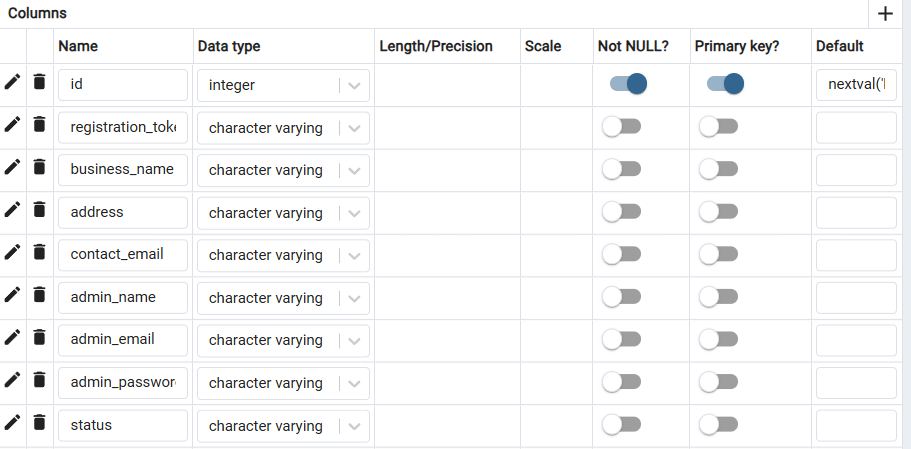 Columns
Name Data type Length/Precision Scale Not NULL? Primary key? Default
id integer nextval('
registration_toke character varying
business_name character varying
address character varying
contact_email character varying
admin_name character varying
admin_email character varying
admin_passwor character varying
status character varying